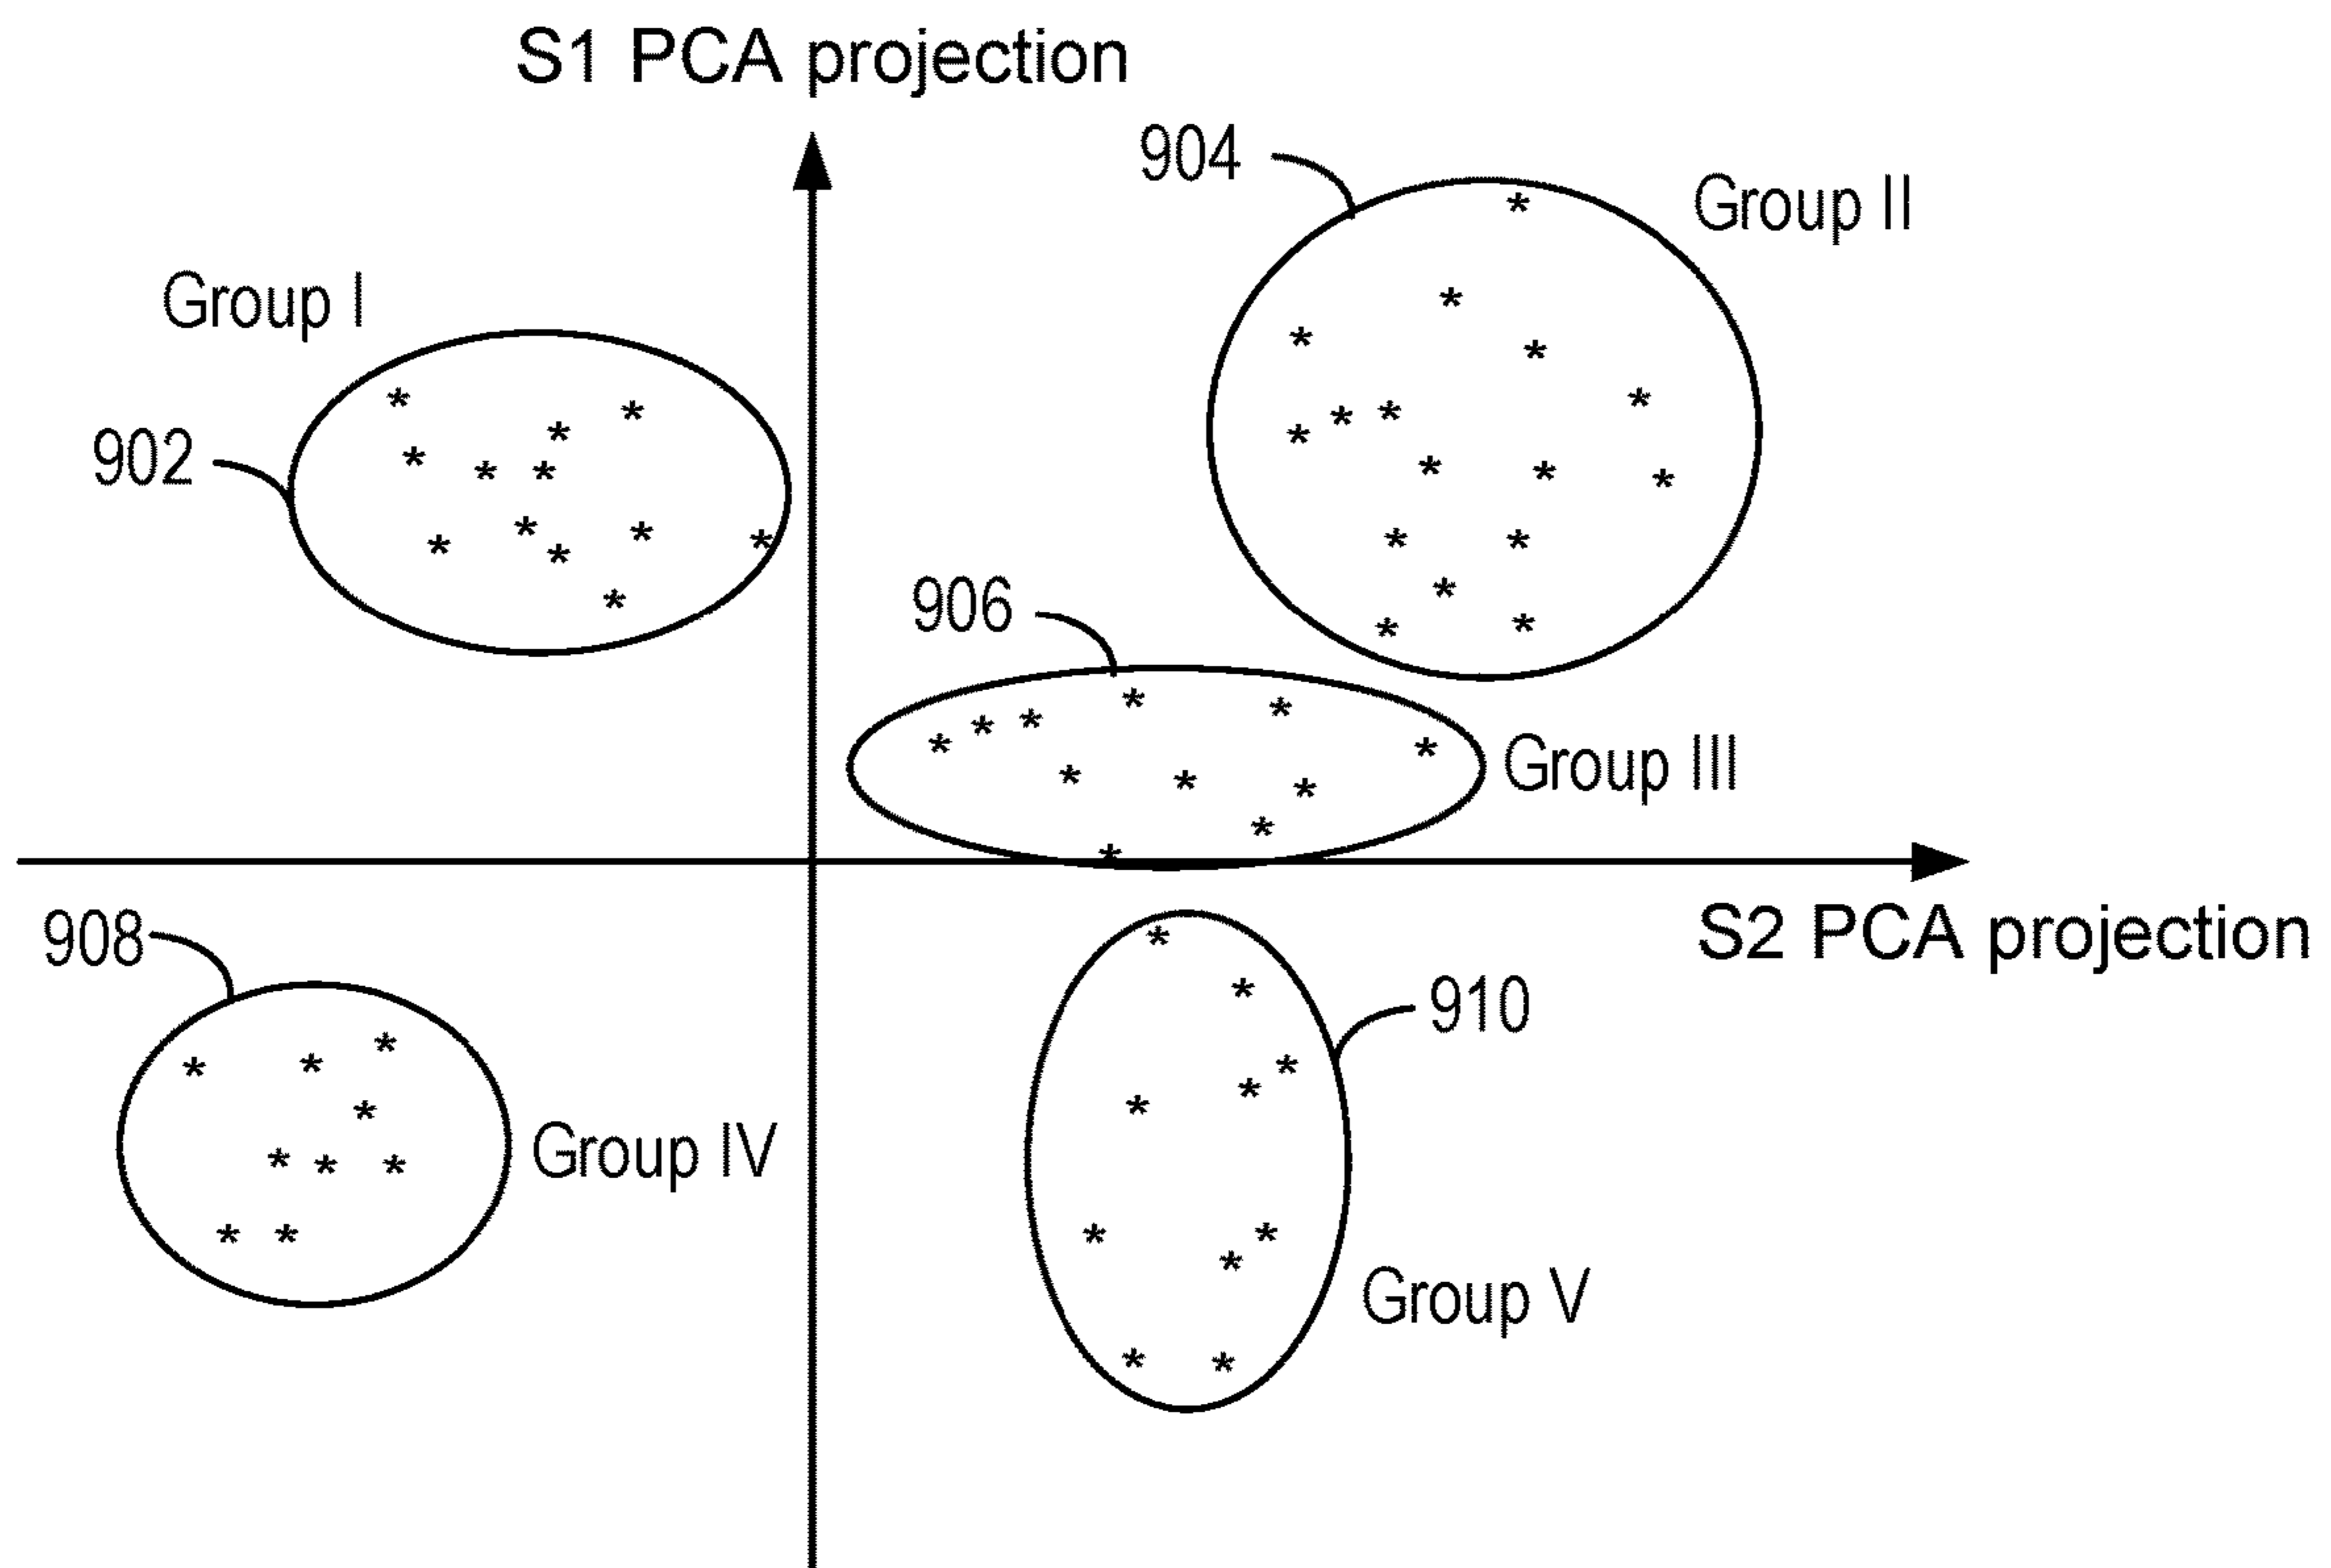 S1 PCA projection
904
Group II
Group I
902
906
Group III
S2 PCA projection
908
910
Group IV
Group V